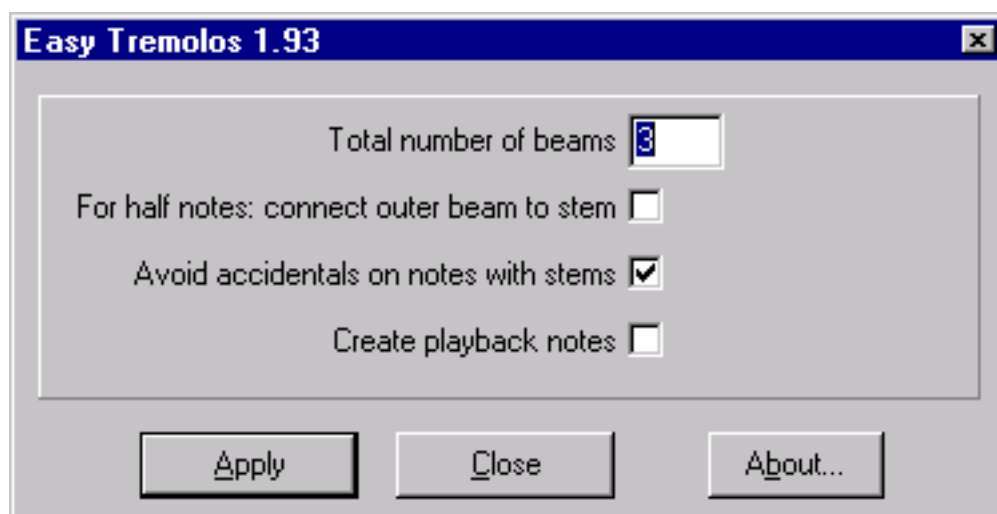 Easy Tremolos 1.93
Total number of beams 3
For half notes: connect outer beam to stem
Avoid accidentals on notes with stems
Create playback notes
Apply Close About...